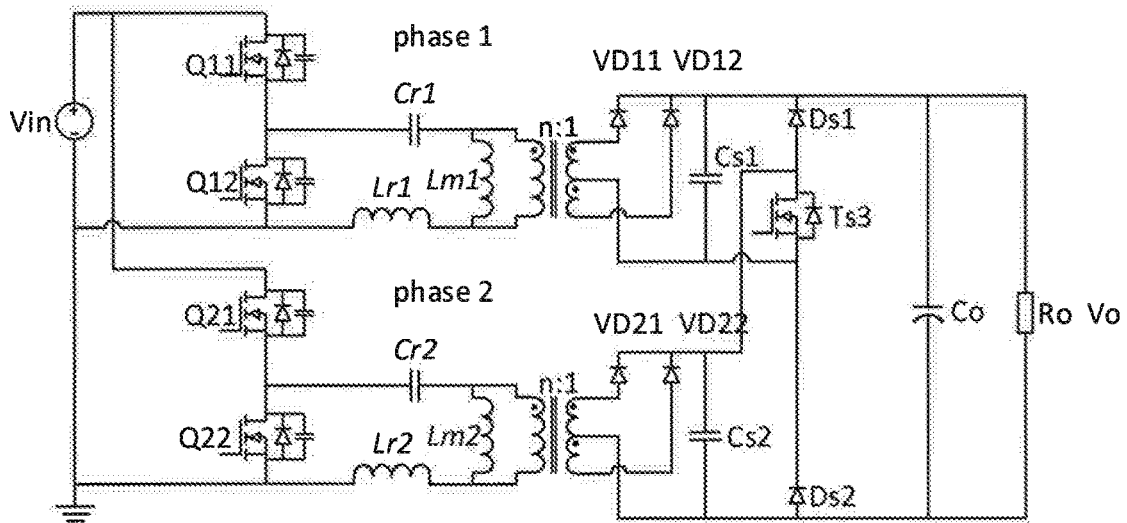 phase 1
Q11
VD11 VD12
Cr1
Vin
Ds1
n:1
Cs1
Q12
Lr1
Lm1
Ts3
phase 2
Q21
VD21 VD22
Co
Ro Vo
Cr2
n:1
Q22
Lr2
Lm2
Cs2
Ds2